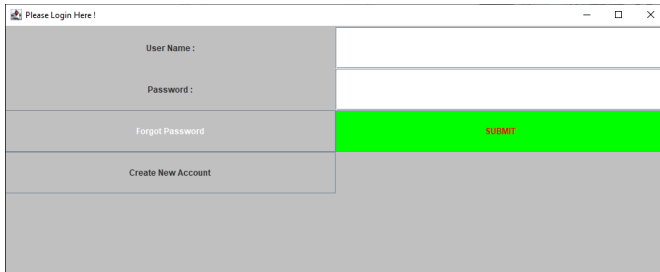 Please Login Here !
User Name :
Password :
Forgot Password
SUBMIT
Create New Account